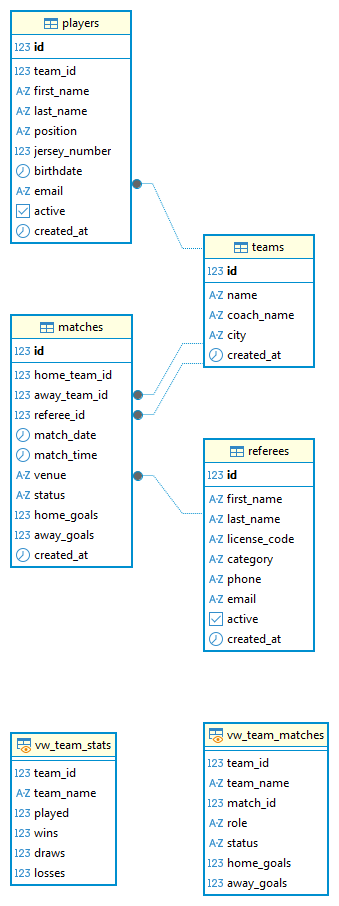 players
123 id
123 team_id
A-Z first_name
A-Z last_name
A-Z position
123 jersey_number
birthdate
A-Z email
active
created_at
teams
123 id
A-Z name
A-Z coach_name
A-Z city
created_at
matches
123 id
123 home_team_id
123 away_team_id
123 referee_id
match_date
match_time
A-Z venue
A-Z status
123 home_goals
123 away_goals
created_at
referees
123 id
A-Z first_name
A-Z last_name
A-Z license_code
A-Z category
A-Z phone
A-Z email
active
created_at
vw_team_stats
123 team_id
A-Z team_name
123 played
123 wins
123 draws
123 losses
vw_team_matches
123 team_id
A-Z team_name
123 match_id
A-Z role
A-Z status
123 home_goals
123 away_goals